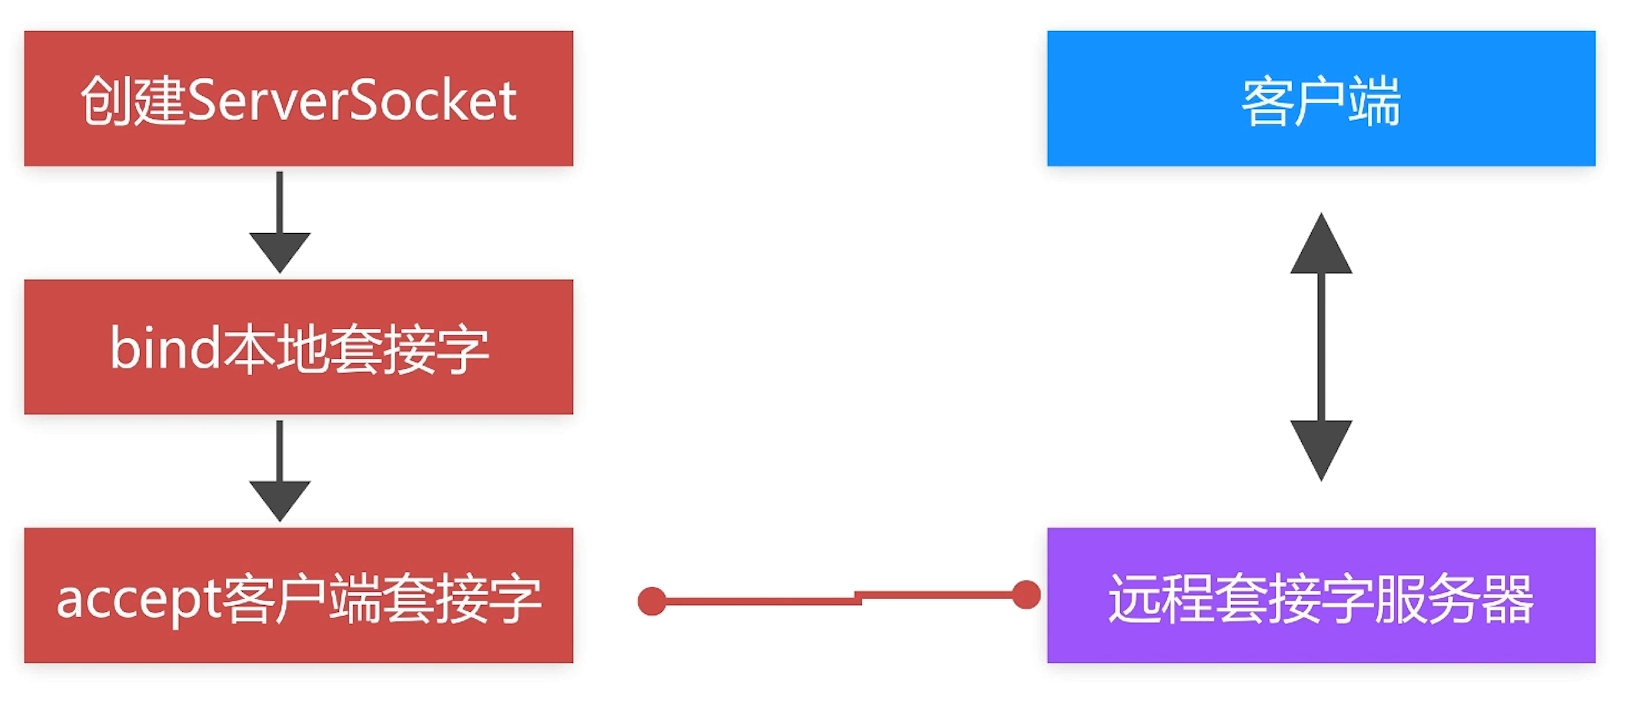 创建ServerSocket
bind本地套接字
accept客户端套接字
客户端
远程套接字服务器